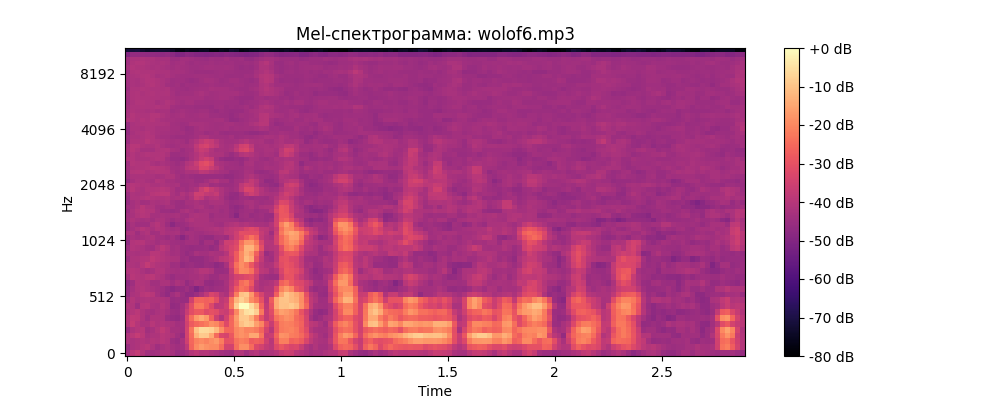 Mel-спектрограмма: wolof6.mp3
8192
4096
2048
1024
512
0
Hz
0
0.5
1
1.5
2
2.5
Time
+0 dB
-10 dB
-20 dB
-30 dB
-40 dB
-50 dB
-60 dB
-70 dB
-80 dB